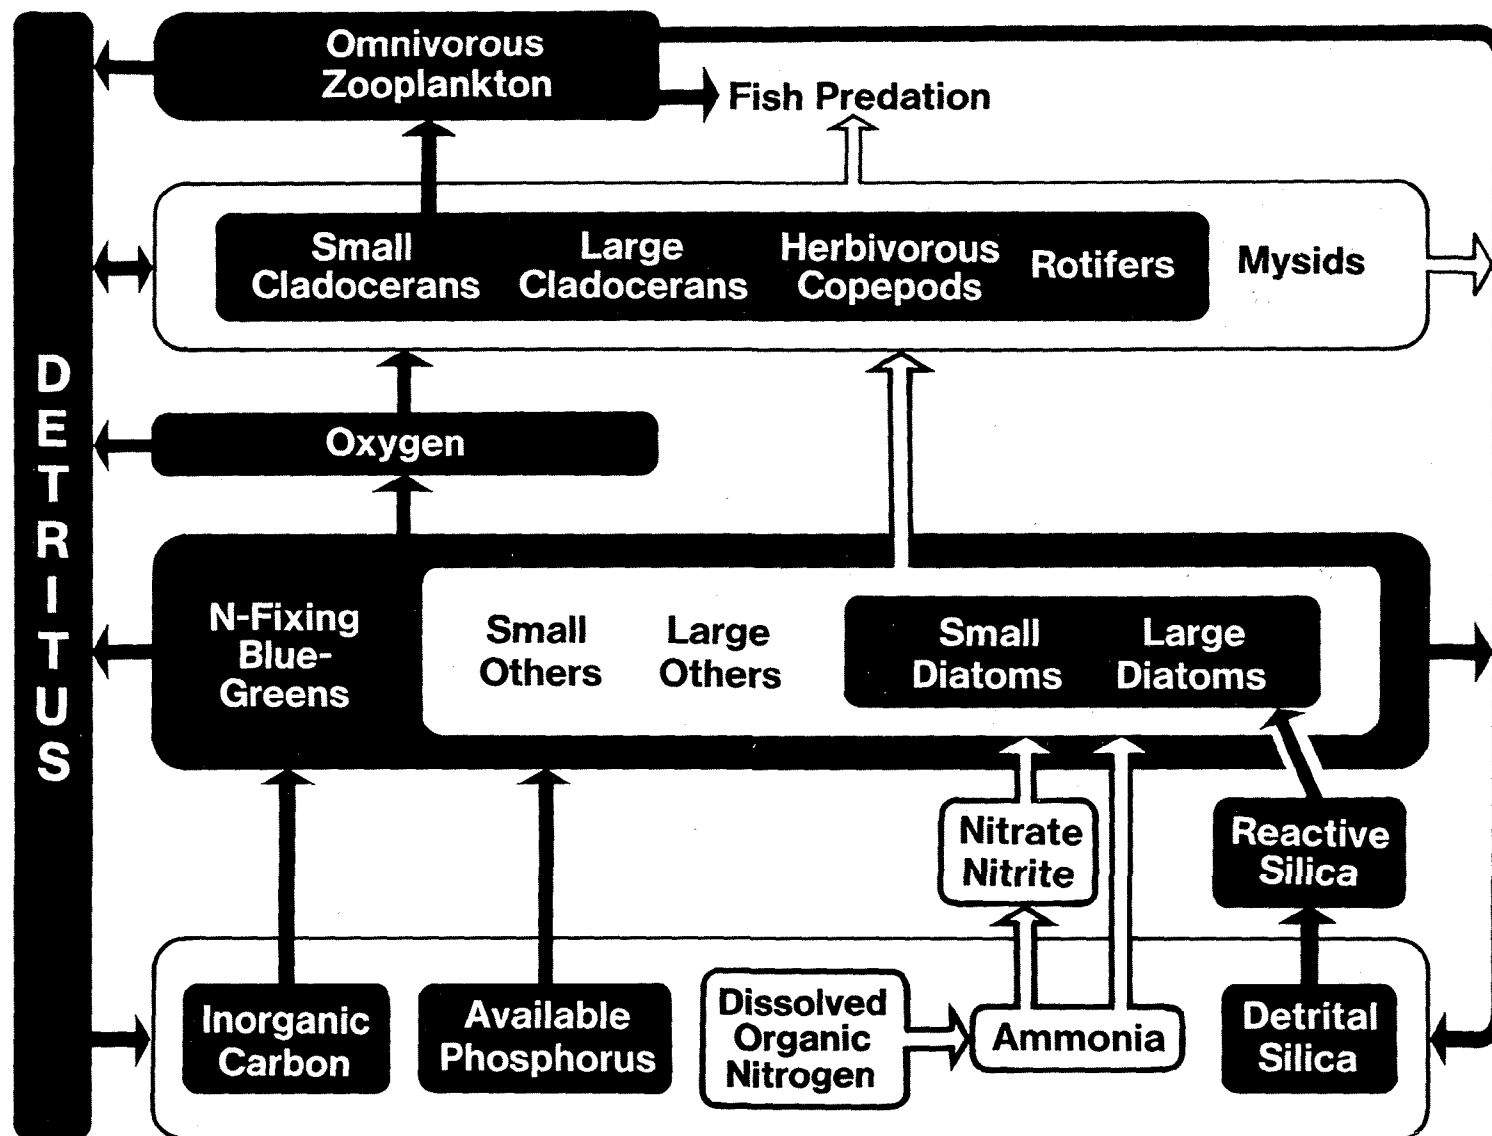 Omnivorous
Zooplankton
Fish Predation
Small
Cladocerans
Large
Cladocerans
Herbivorous
Copepods
Rotifers
Mysids
DETRITUS
Oxygen
N-Fixing
Blue-
Greens
Small
Others
Large
Others
Small
Diatoms
Large
Diatoms
Nitrate
Nitrite
Reactive
Silica
Inorganic
Carbon
Available
Phosphorus
Dissolved
Organic
Nitrogen
Ammonia
Detrital
Silica